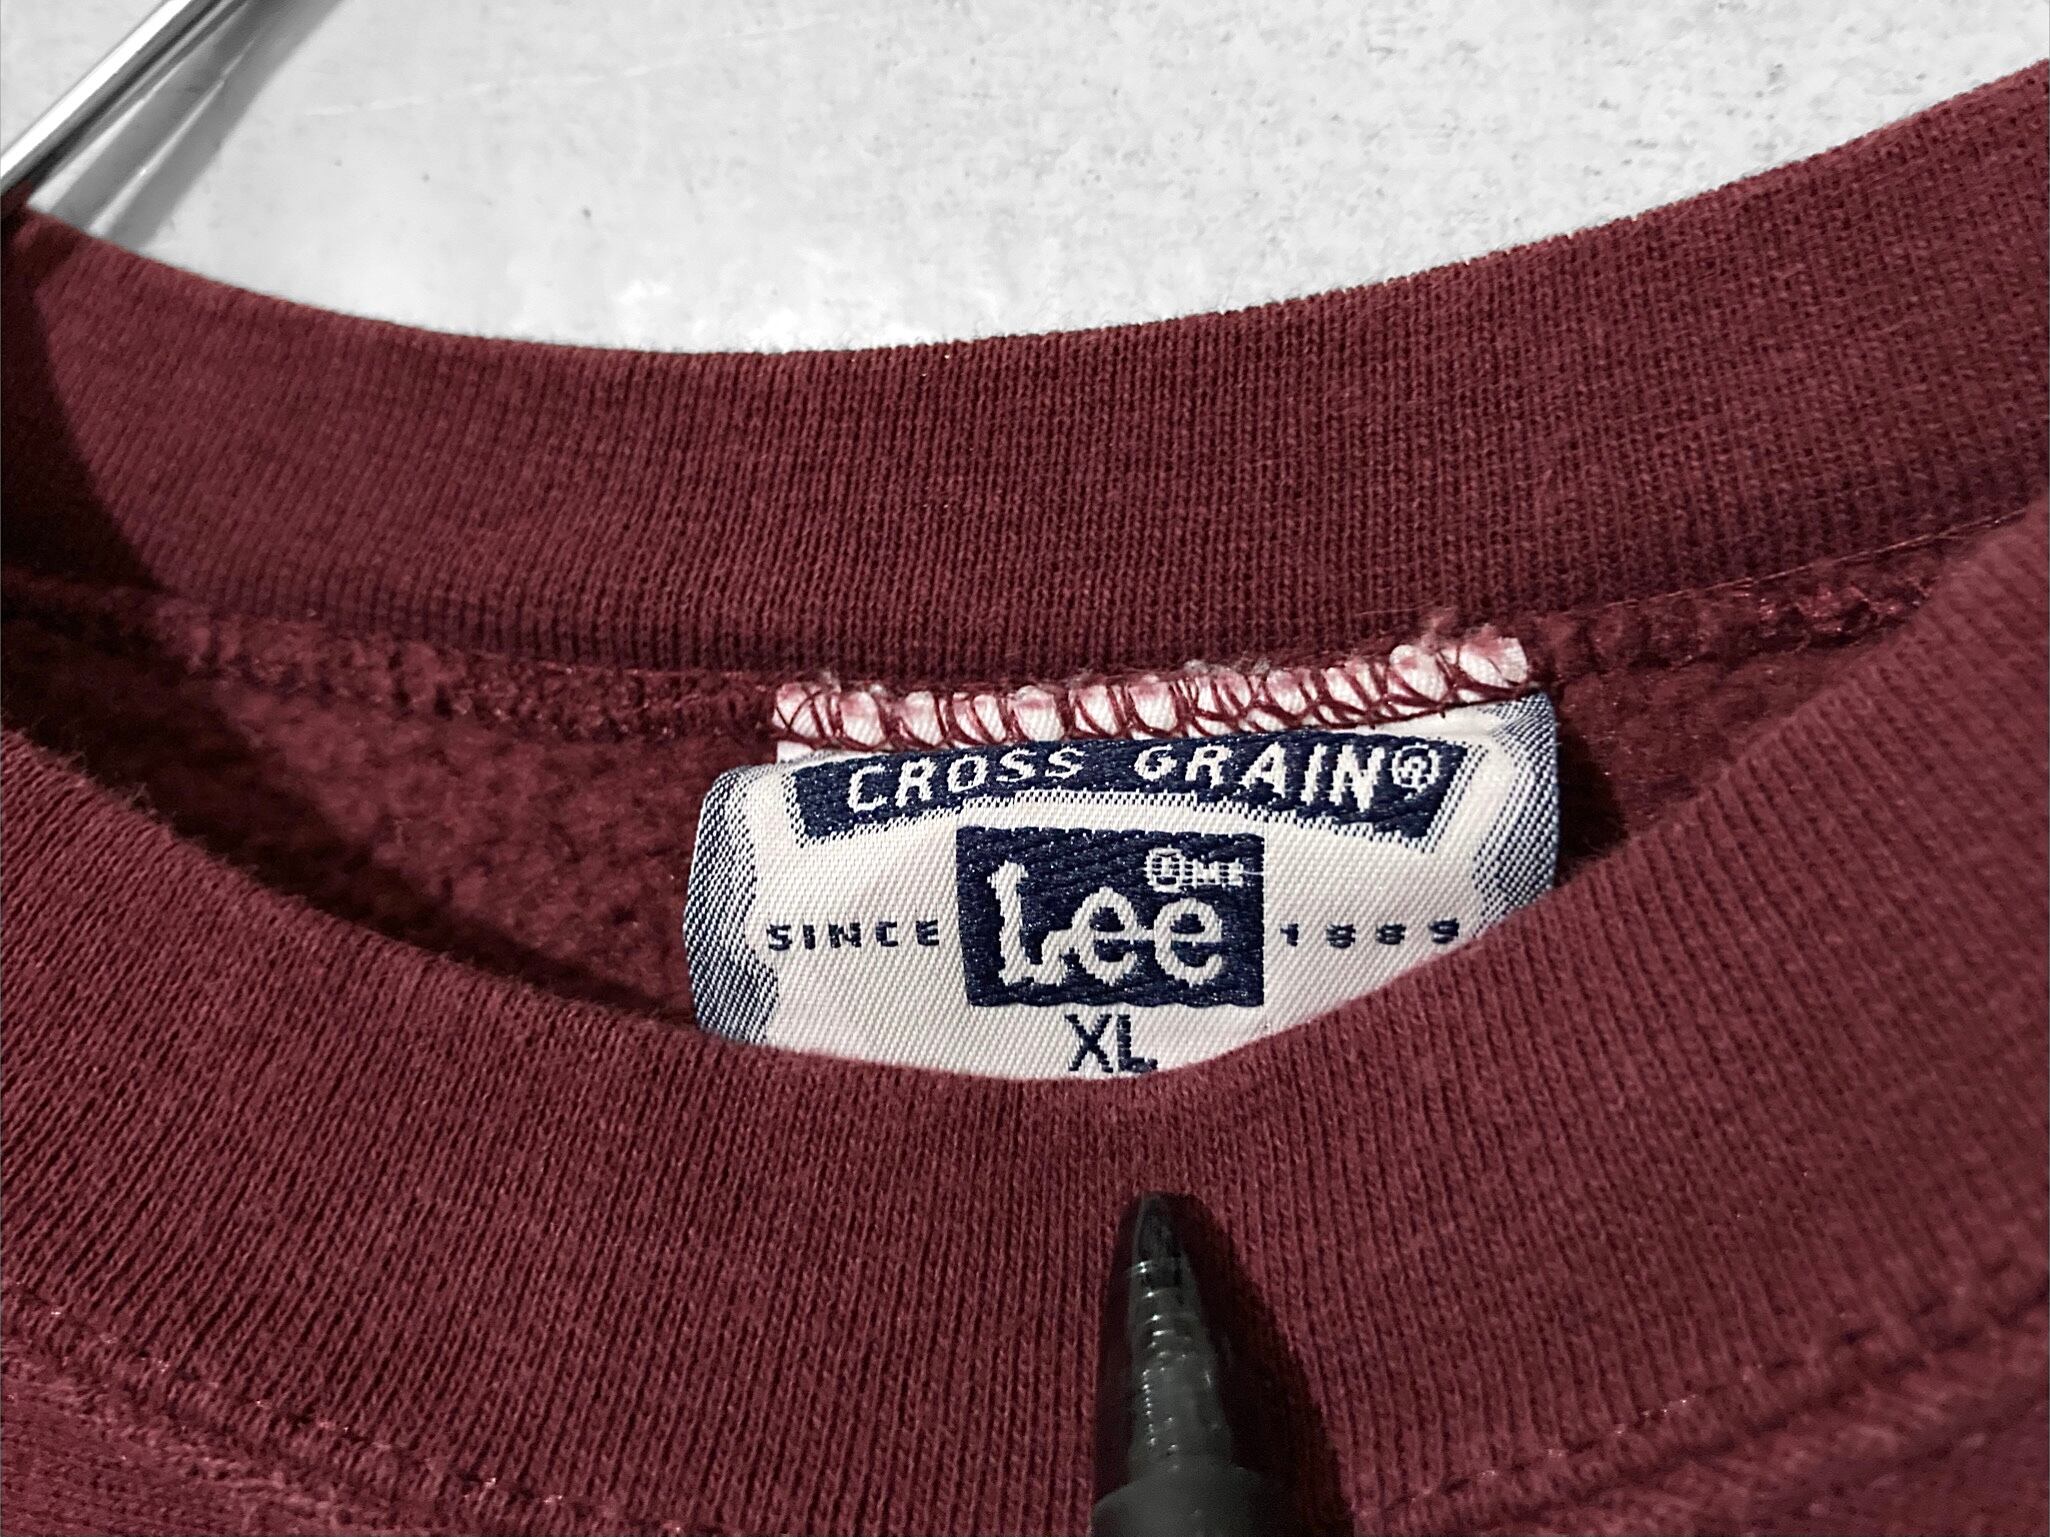 CROSS GRAIN®
Lee
SINCE 1889
XL